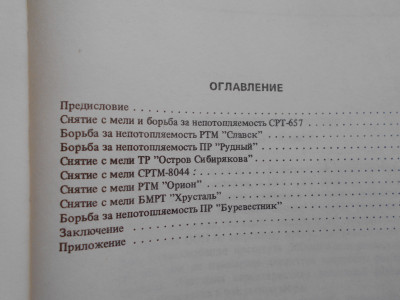 ОГЛАВЛЕНИЕ
Предисловие
Снятие с мели и борьба за непотопляемость СРТ-657
Борьба за непотопляемость РТМ "Славск"
Борьба за непотопляемость ПР "Рудный"
Снятие с мели ТР "Остров Сибирякова"
Снятие с мели СРТМ-8044
Снятие с мели РТМ "Орион"
Снятие с мели БМРТ "Хрусталь"
Борьба за непотопляемость ПР "Буревестник"
Заключение
Приложение